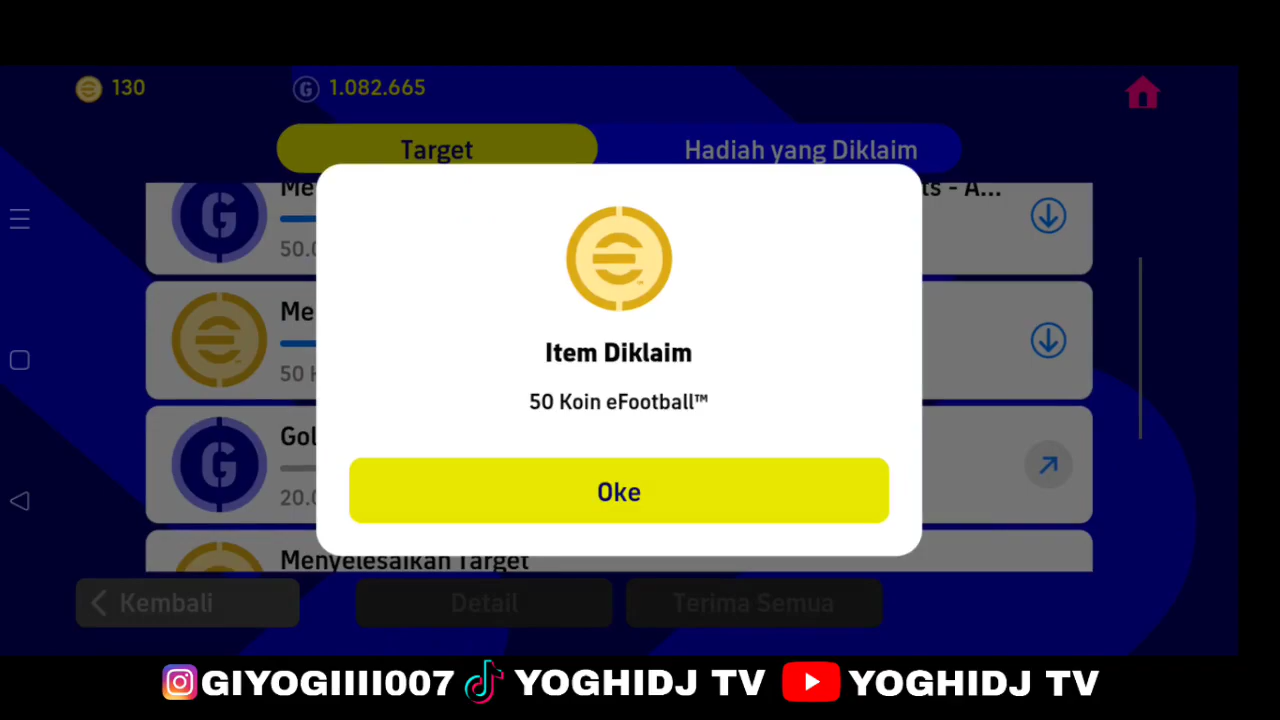 130
1.082.665
Target
Hadiah yang Diklaim
Item Diklaim
50 Koin eFootball™
Oke
Menyelesaikan Target
Kembali
Detail
Terima Semua
GIYOGIIII007 YOGHIDJ TV YOGHIDJ TV